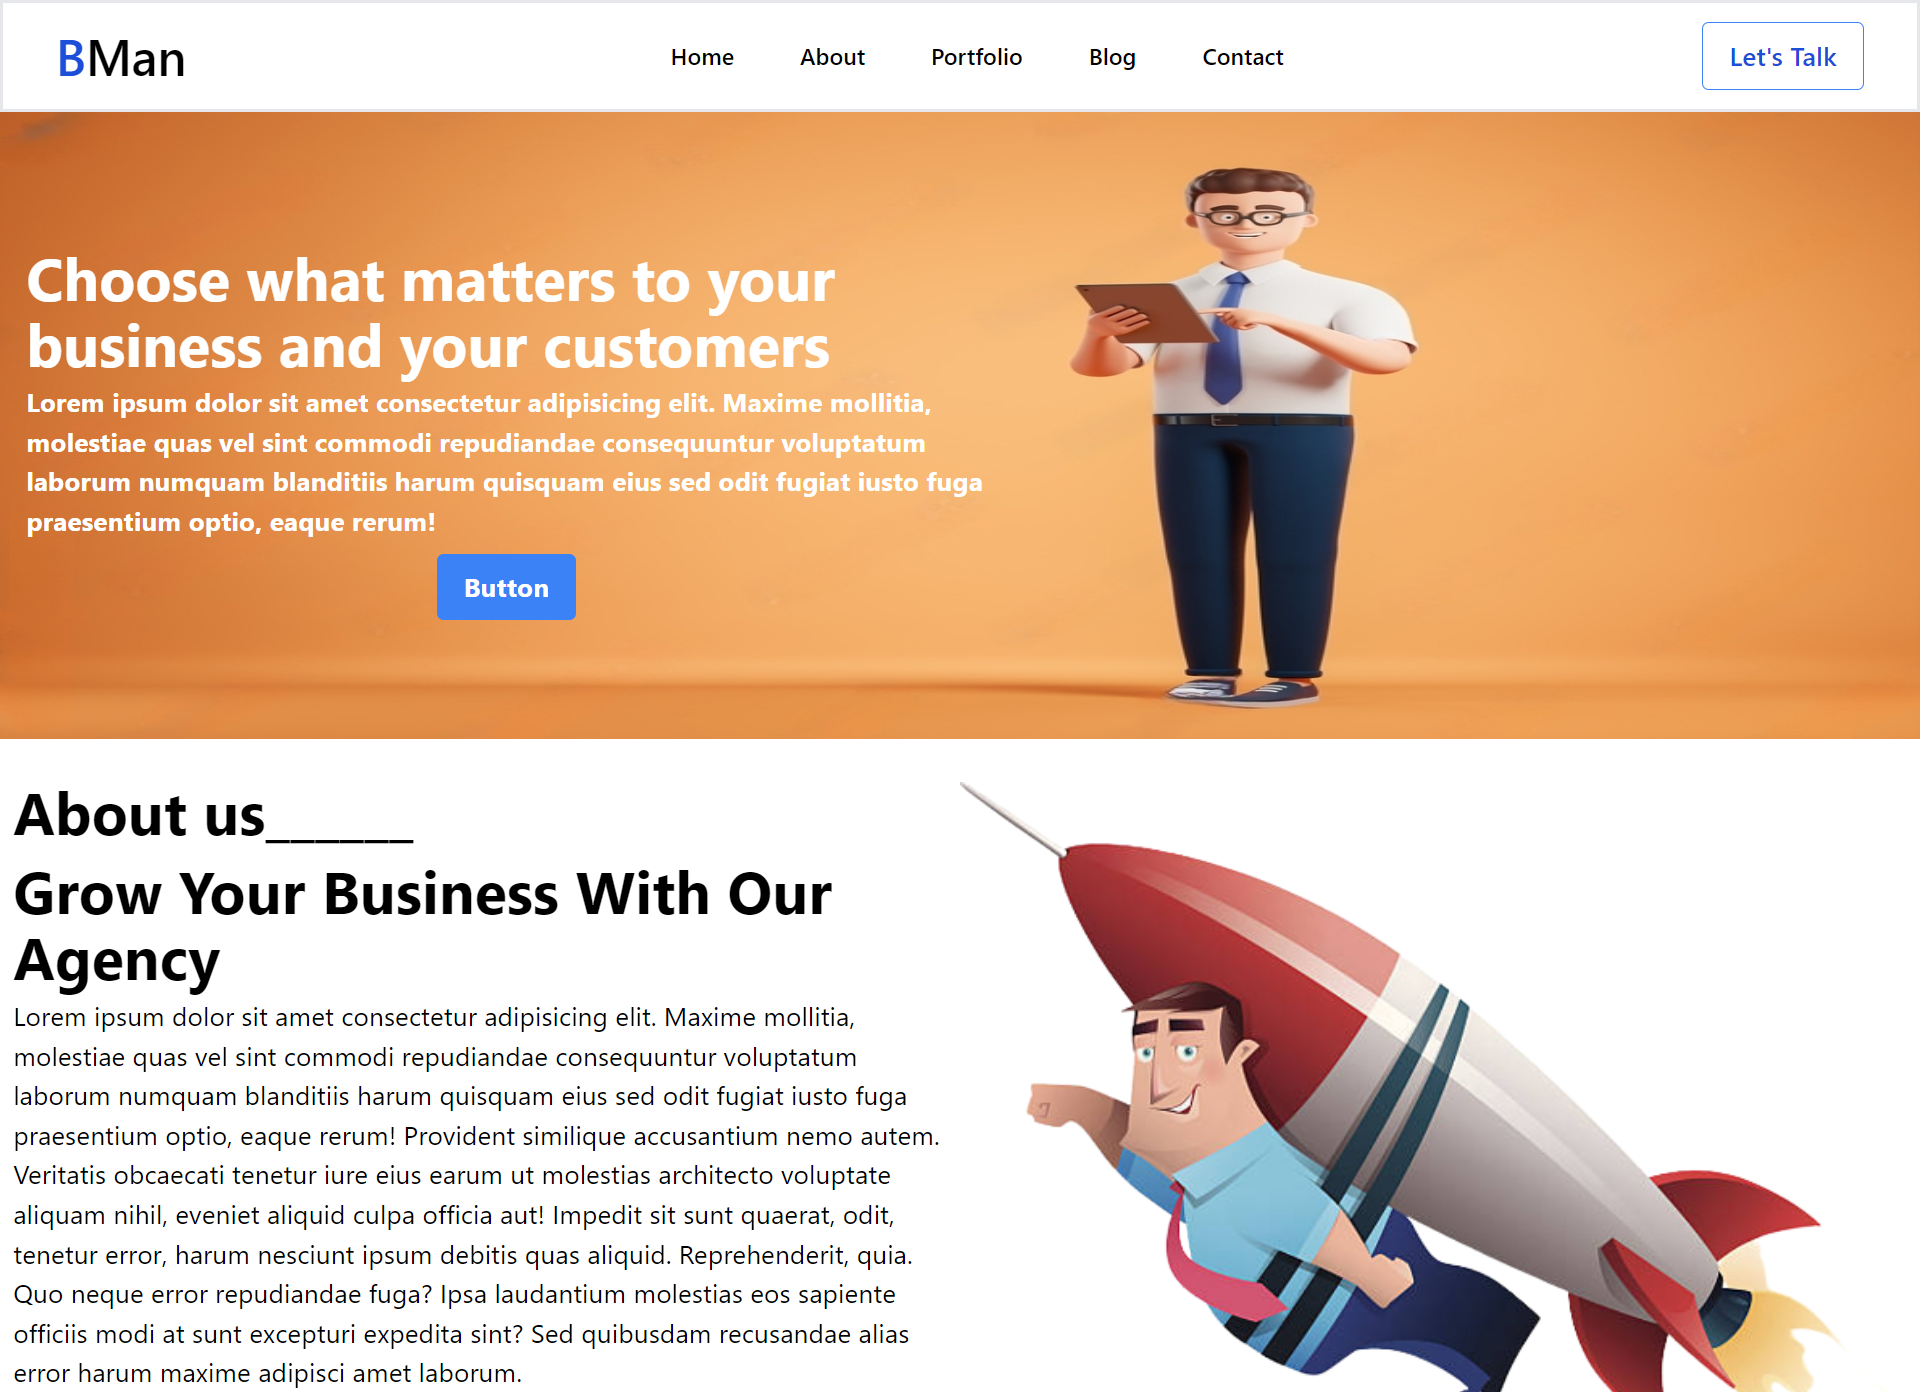 BMan
Home
About
Portfolio
Blog
Contact
Let's Talk
Choose what matters to your
business and your customers
Lorem ipsum dolor sit amet consectetur adipisicing elit. Maxime mollitia,
molestiae quas vel sint commodi repudiandae consequuntur voluptatum
laborum numquam blanditiis harum quisquam eius sed odit fugiat iusto fuga
praesentium optio, eaque rerum!
Button
About us______
Grow Your Business With Our
Agency
Lorem ipsum dolor sit amet consectetur adipisicing elit. Maxime mollitia,
molestiae quas vel sint commodi repudiandae consequuntur voluptatum
laborum numquam blanditiis harum quisquam eius sed odit fugiat iusto fuga
praesentium optio, eaque rerum! Provident similique accusantium nemo autem.
Veritatis obcaecati tenetur iure eius earum ut molestias architecto voluptate
aliquam nihil, eveniet aliquid culpa officia aut! Impedit sit sunt quaerat, odit,
tenetur error, harum nesciunt ipsum debitis quas aliquid. Reprehenderit, quia.
Quo neque error repudiandae fuga? Ipsa laudantium molestias eos sapiente
officiis modi at sunt excepturi expedita sint? Sed quibusdam recusandae alias
error harum maxime adipisci amet laborum.